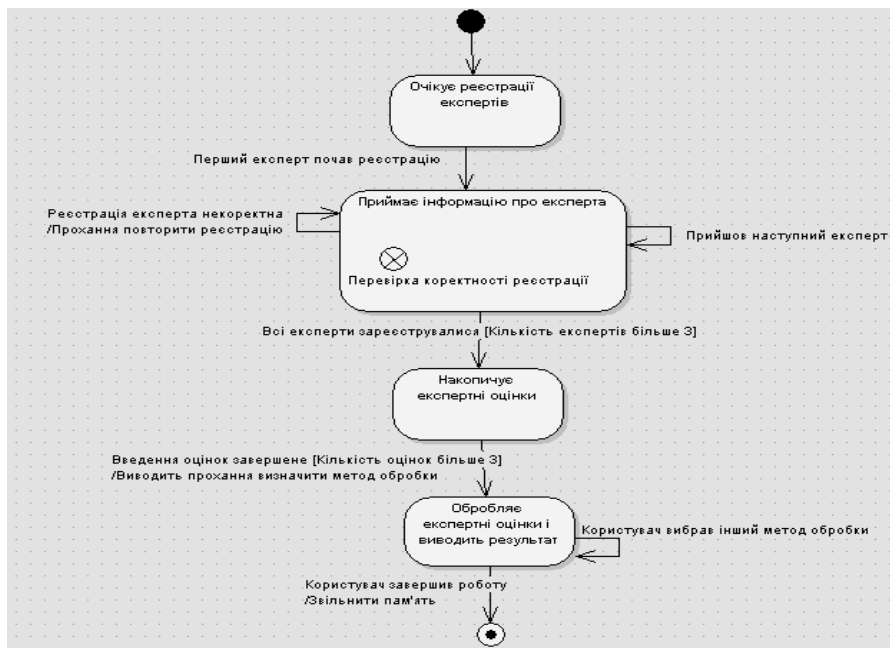 Очікує реєстрації
експертів
Перший експерт почав реєстрацію
Приймає інформацію про експерта
Реєстрація експерта некоректна
/Прохання повторити реєстрацію
Прийшов наступний експерт
Перевірка коректності реєстрації
Всі експерти зареєструвалися [Кількість експертів більше 3]
Накопичує
експертні оцінки
Введення оцінок завершене [Кількість оцінок більше 3]
/Виводить прохання визначити метод обробки
Обробляє
експертні оцінки і
виводить результат
Користувач вибрав інший метод обробки
Користувач завершив роботу
/Звільнити пам'ять